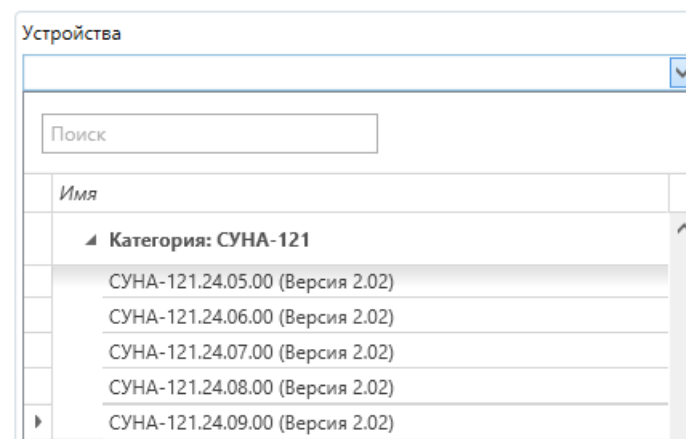 Устройства
Поиск
Имя
Категория: СУНА-121
СУНА-121.24.05.00 (Версия 2.02)
СУНА-121.24.06.00 (Версия 2.02)
СУНА-121.24.07.00 (Версия 2.02)
СУНА-121.24.08.00 (Версия 2.02)
СУНА-121.24.09.00 (Версия 2.02)